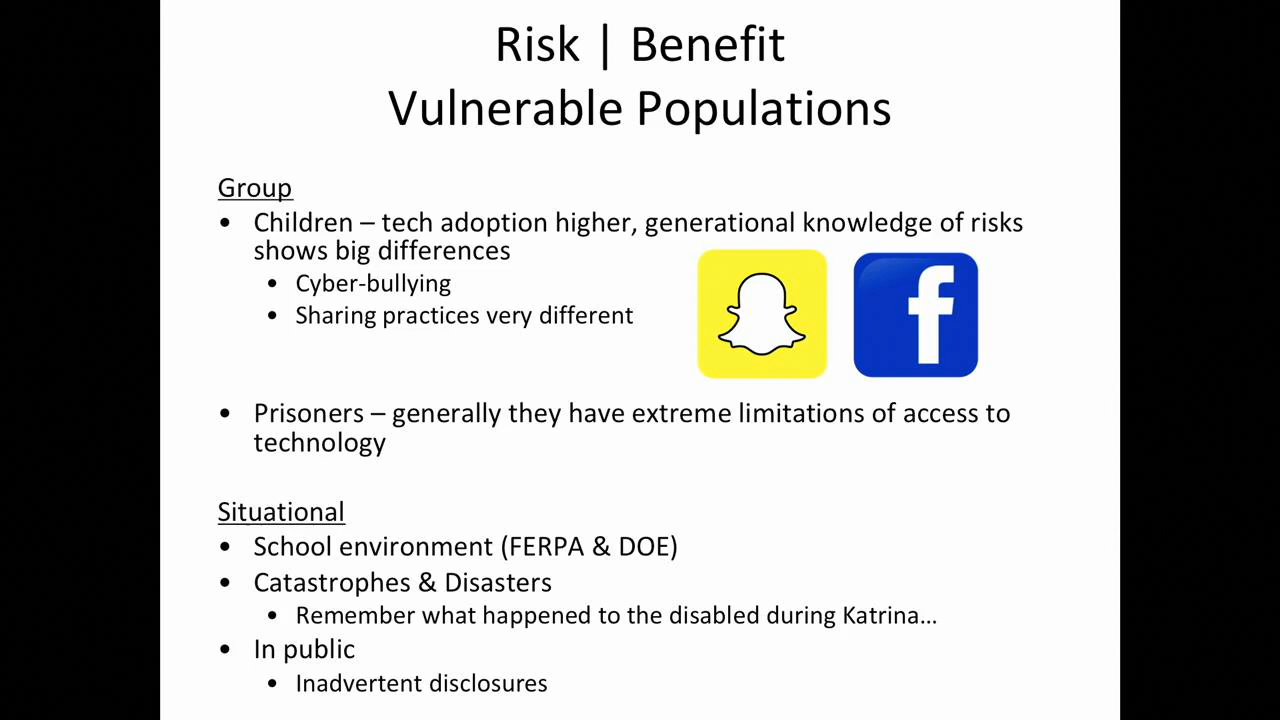 Risk | Benefit
Vulnerable Populations
Group
• Children – tech adoption higher, generational knowledge of risks
shows big differences
• Cyber-bullying
• Sharing practices very different
f
• Prisoners – generally they have extreme limitations of access to
technology
Situational
• School environment (FERPA & DOE)
• Catastrophes & Disasters
• Remember what happened to the disabled during Katrina…
• In public
• Inadvertent disclosures